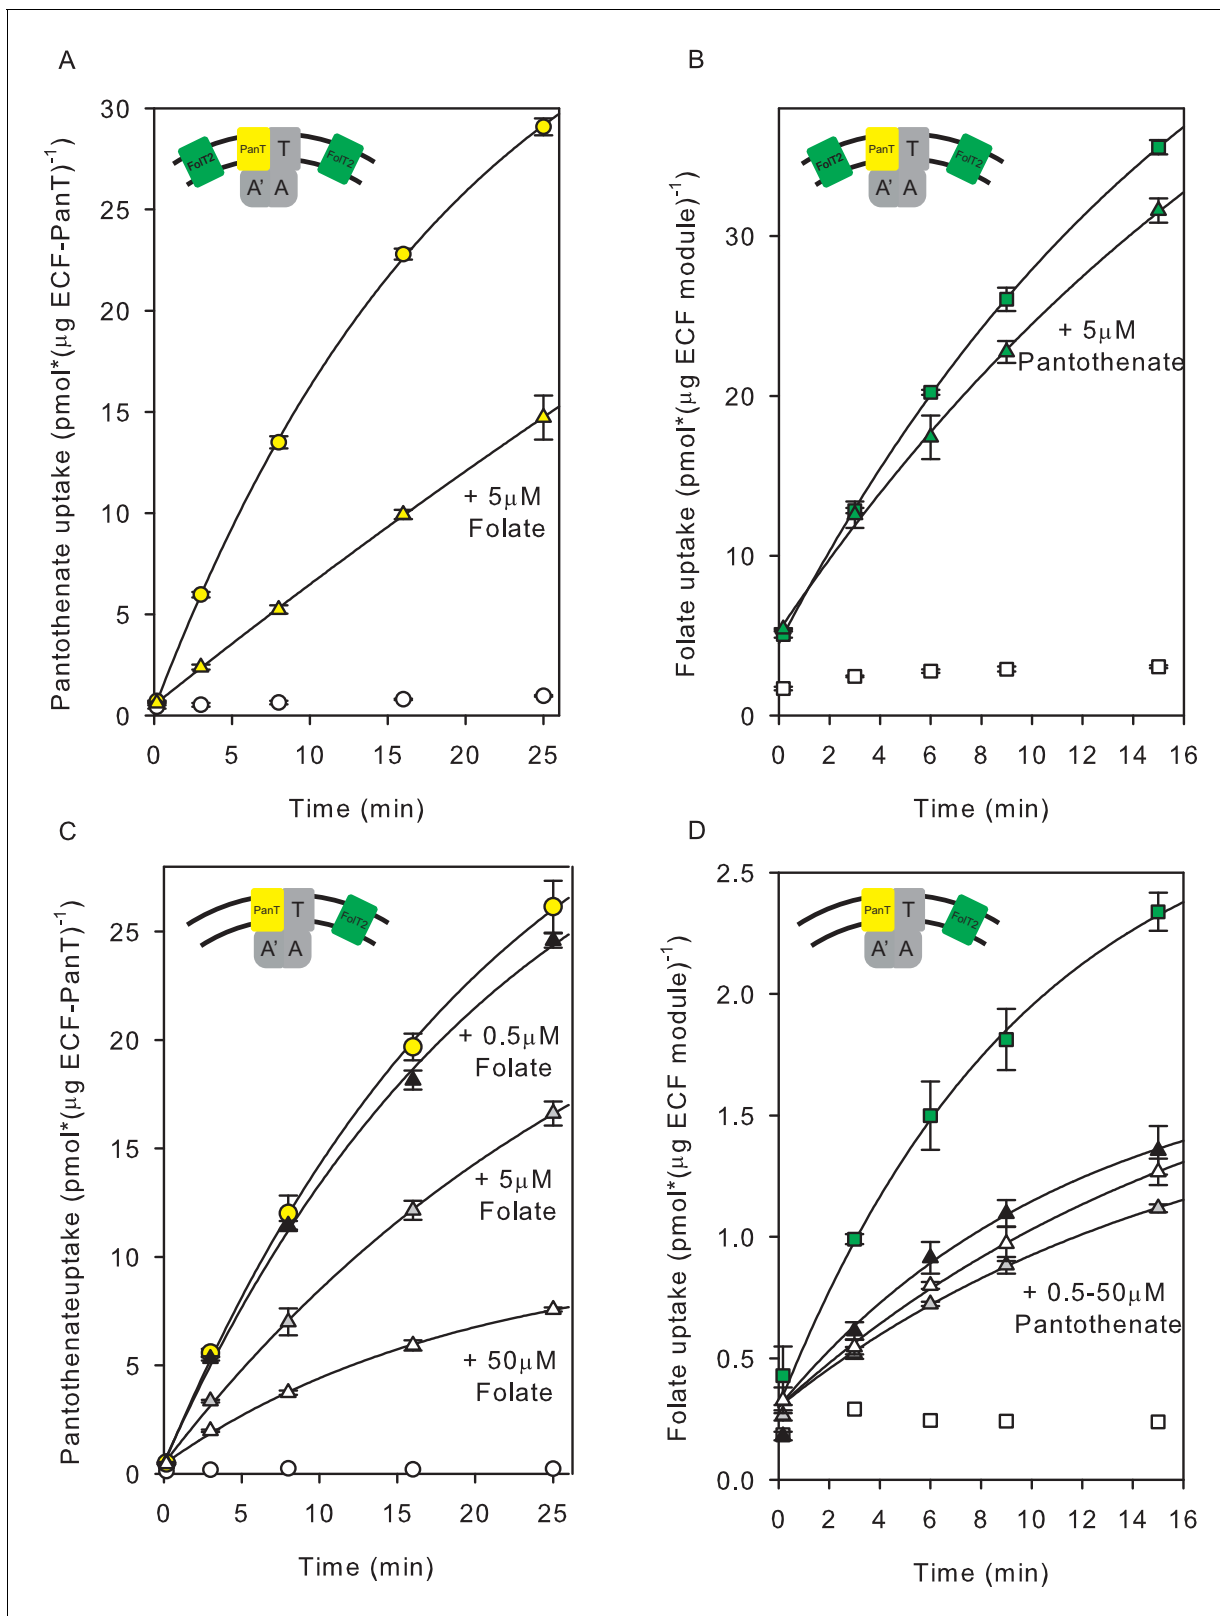 A
Pantothenate uptake (pmol*(µg ECF-PanT)-1
30
25
20
15
10
5
0
FolT2
PanT
T
FolT2
A'
A
+ 5µM
Folate
0
5
10
15
20
25
Time (min)
B
Folate uptake (pmol*(µg ECF module)-1
30
20
10
0
FolT2
PanT
T
FolT2
A'
A
+ 5µM
Pantothenate
0
2
4
6
8
10
12
14
16
Time (min)
C
Pantothenateuptake (pmol*(µg ECF-PanT)-1
25
20
15
10
5
0
PanT
T
FolT2
A'
A
+ 0.5µM
Folate
+ 5µM
Folate
+ 50µM
Folate
0
5
10
15
20
25
Time (min)
D
Folate uptake (pmol*(µg ECF module)-1
2.5
2.0
1.5
1.0
0.5
0.0
PanT
T
FolT2
A'
A
+ 0.5-50µM
Pantothenate
0
2
4
6
8
10
12
14
16
Time (min)